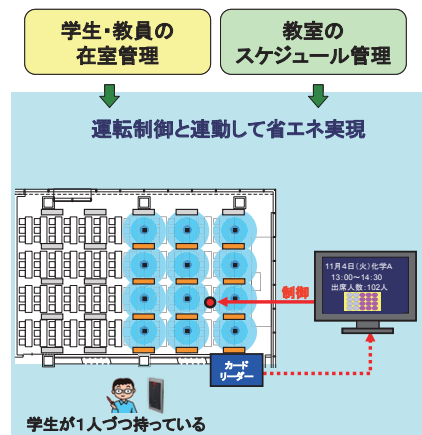 学生・教員の
在室管理
教室の
スケジュール管理
運転制御と連動して省エネ実現
11月4日(火)化学A
13:00〜14:30
出席人数:102人
制御
カード
リーダー
学生が1人づつ持っている